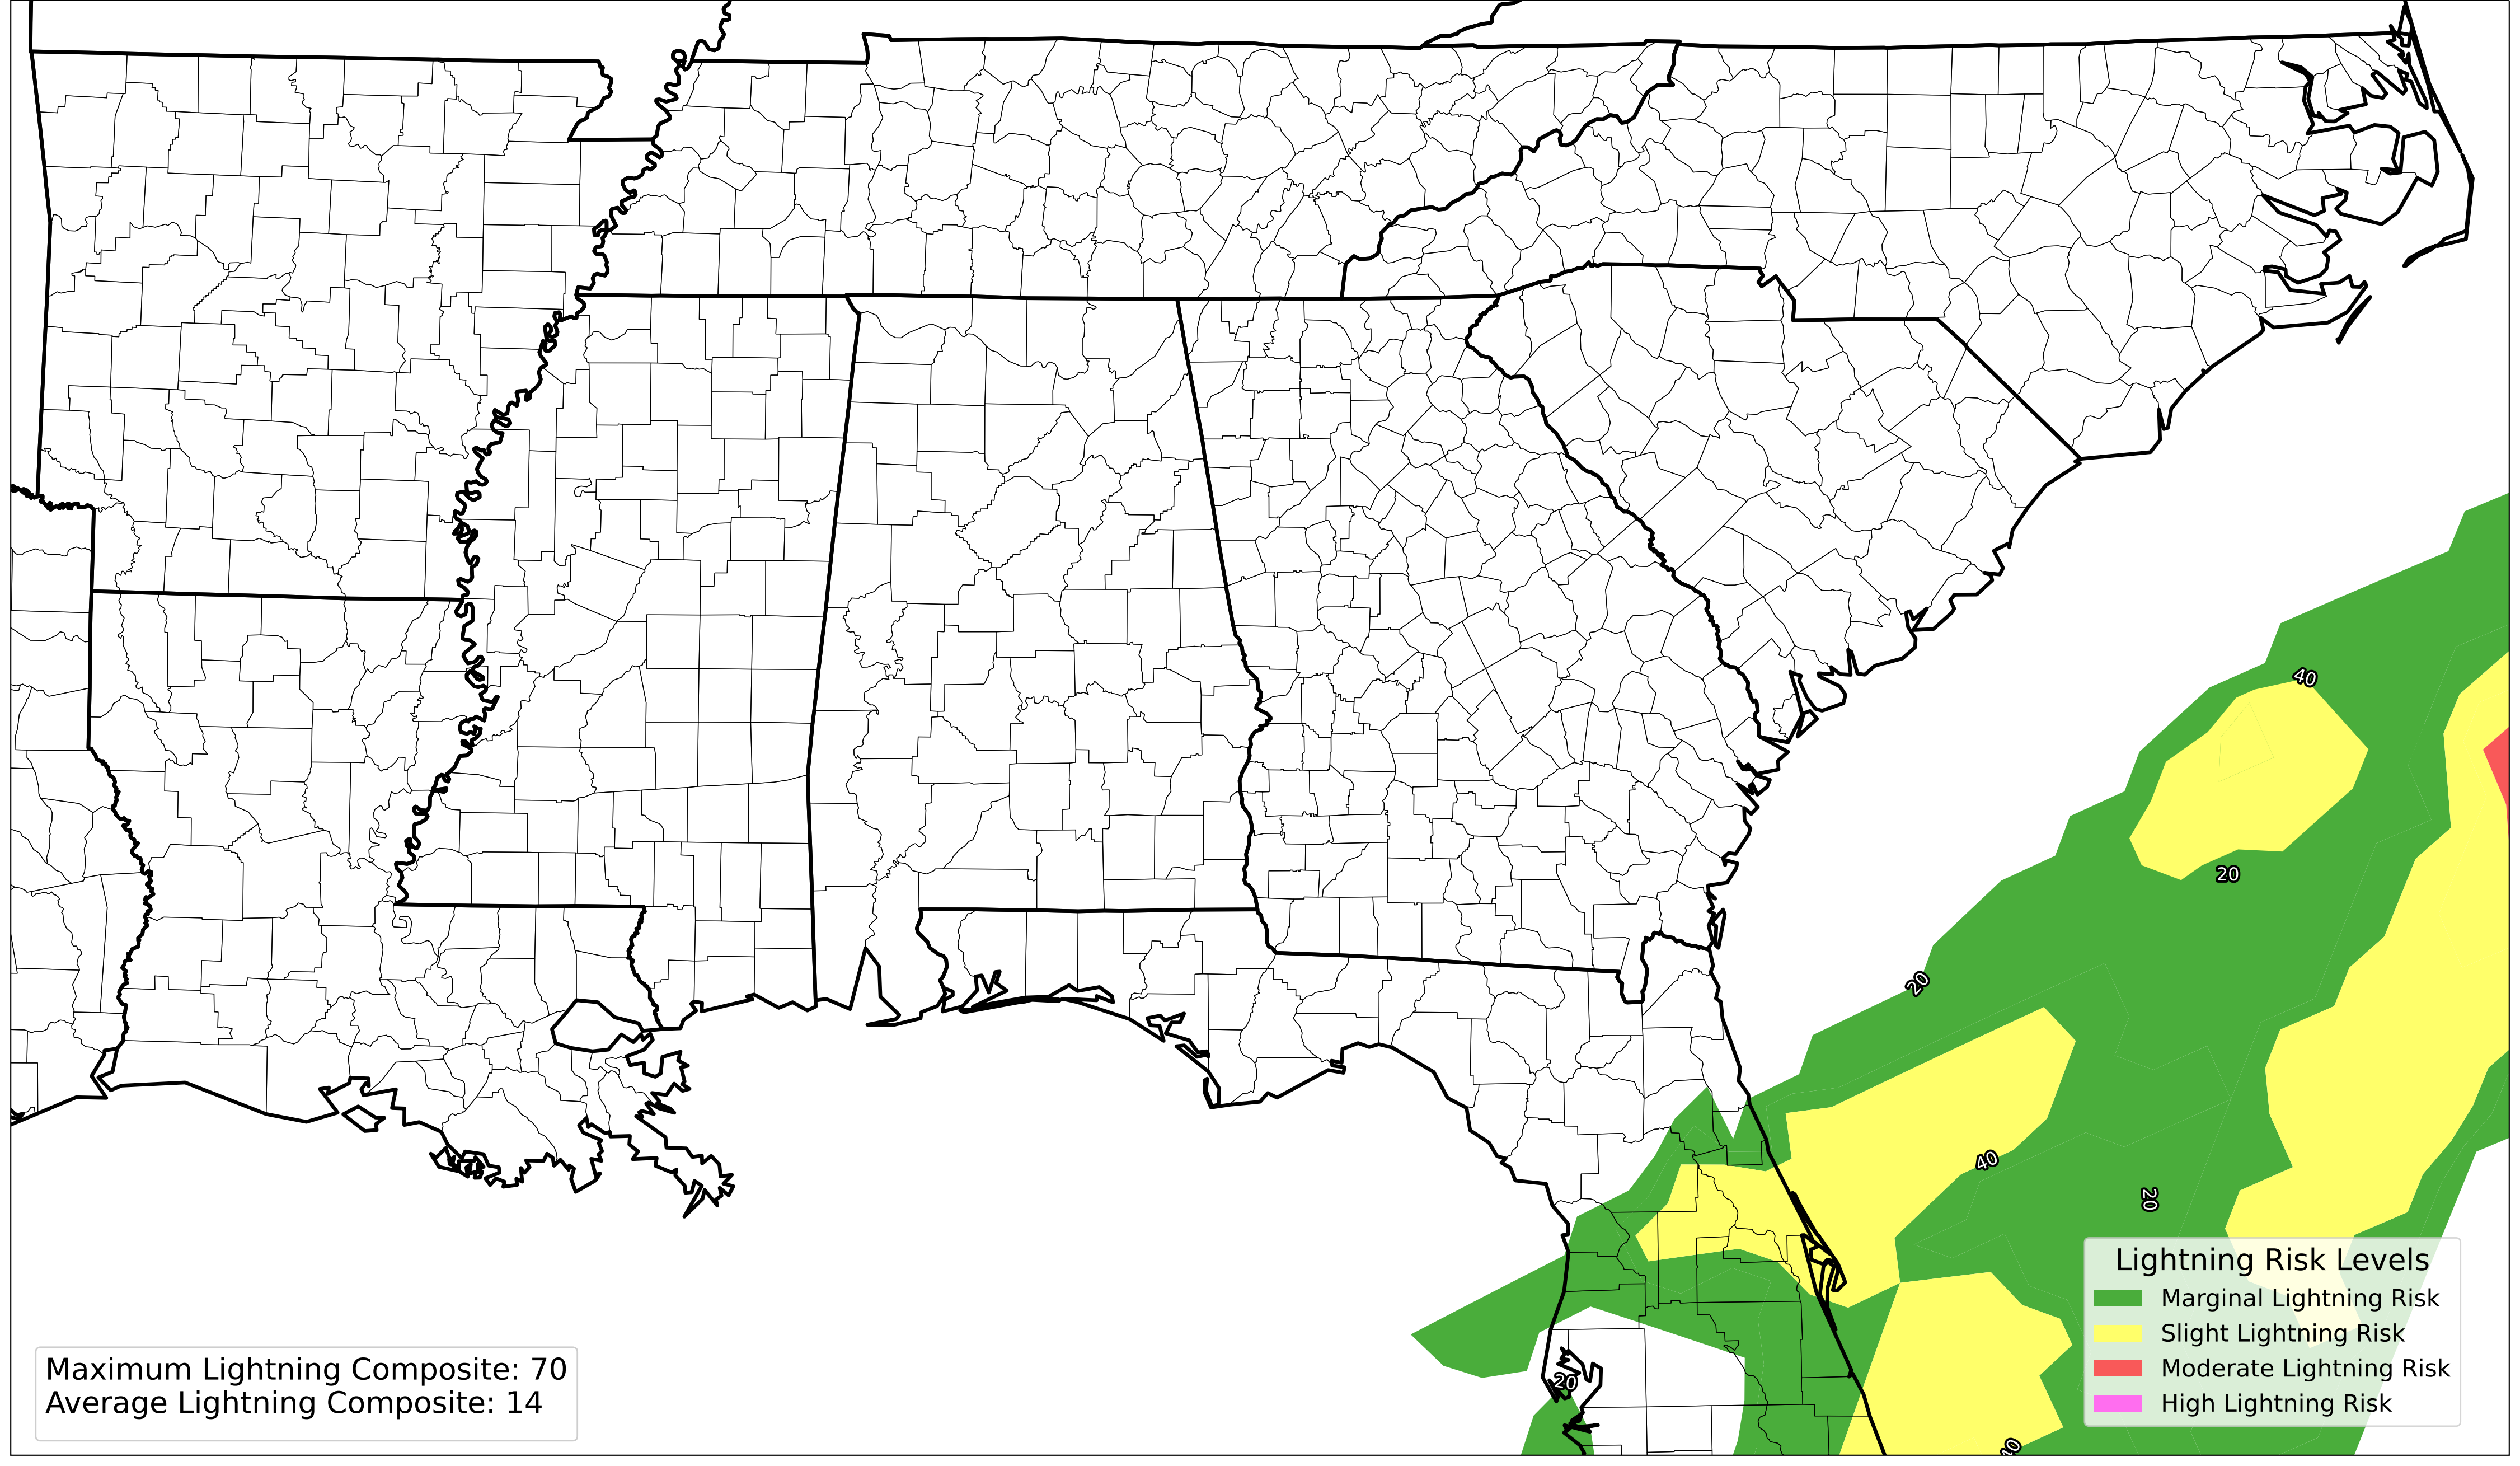 40
20
20
40
20
Lightning Risk Levels
Marginal Lightning Risk
Slight Lightning Risk
Moderate Lightning Risk
High Lightning Risk
Maximum Lightning Composite: 70
Average Lightning Composite: 14
20
40